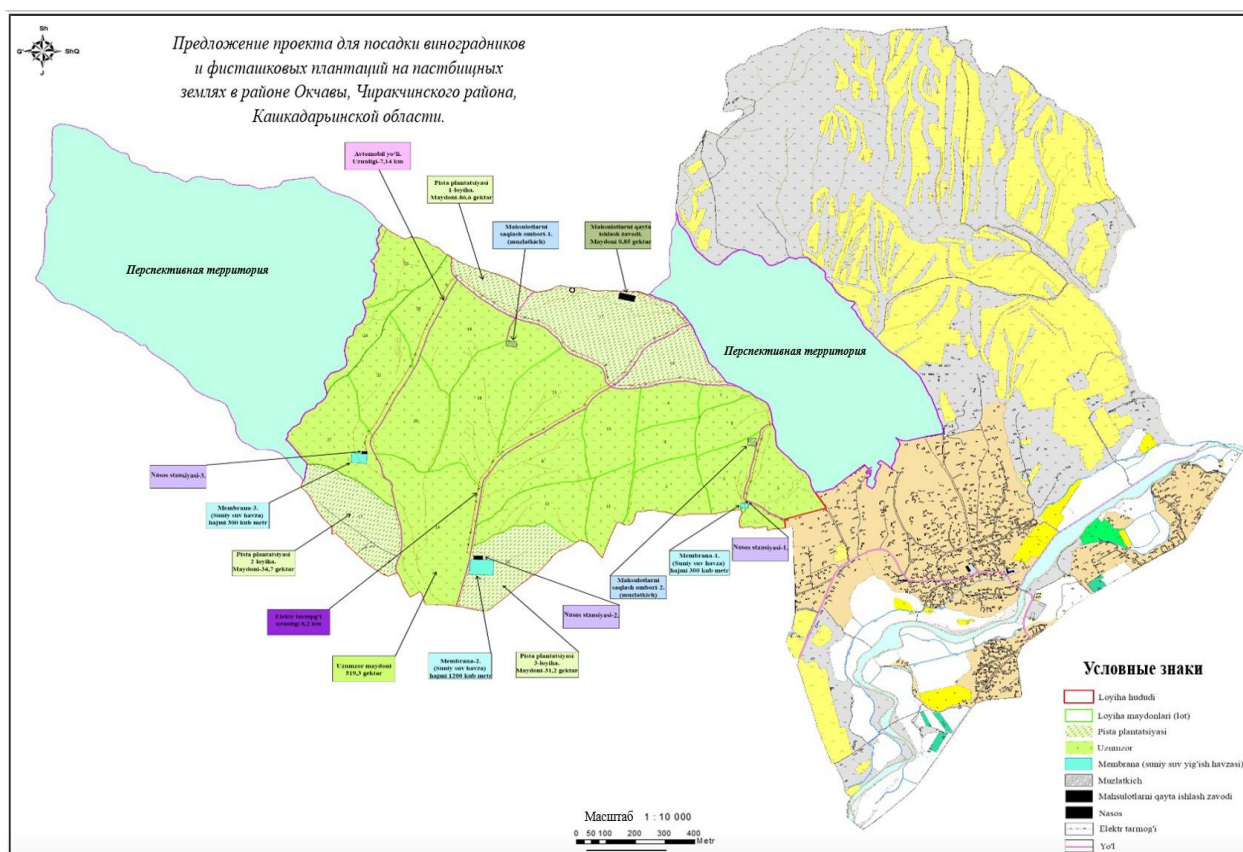 Sh
G'
ShQ
J
Предложение проекта для посадки виноградников
и фисташковых плантаций на пастбищных
землях в районе Окчавы, Чиракчинского района,
Кашкадарьинской области.
Avtomobil yo'li.
Uzunligi-7,14 km
Pista plantatsiyasi
1-loyiha.
Maydoni-86,6 gektar
Mahsulotlarni
saqlash ombori-1.
(muzlatkich)
Mahsulotlarni qayta
ishlash zavodi.
Maydoni 0,85 gektar
Перспективная территория
Перспективная территория
Nasos stansiyasi-3.
Membrana-3.
(Suniy suv havza)
hajmi 300 kub metr
Pista plantatsiyasi
2-loyiha.
Maydoni-34,7 gektar
Elektr tarmog'i
uzunligi 8,2 km
Uzumzor maydoni
519,3 gektar
Membrana-2.
(Suniy suv havza)
hajmi 1200 kub metr
Pista plantatsiyasi
3-loyiha.
Maydoni-31,2 gektar
Nasos stansiyasi-2.
Mahsulotlarni
saqlash ombori 2.
(muzlatkich)
Membrana-1.
(Suniy suv havza)
hajmi 300 kub metr
Nasos stansiyasi-1.
Условные знаки
Loyiha hududi
Loyiha maydonlari (lot)
Pista plantatsiyasi
Uzumzor
Membrana (suniy suv yig'ish havzasi)
Muzlatkich
Mahsulotlarni qayta ishlash zavodi
Nasos
Elektr tarmog'i
Yo'l
Масштаб 1 : 10 000
0 50 100 200 300 400
Metr